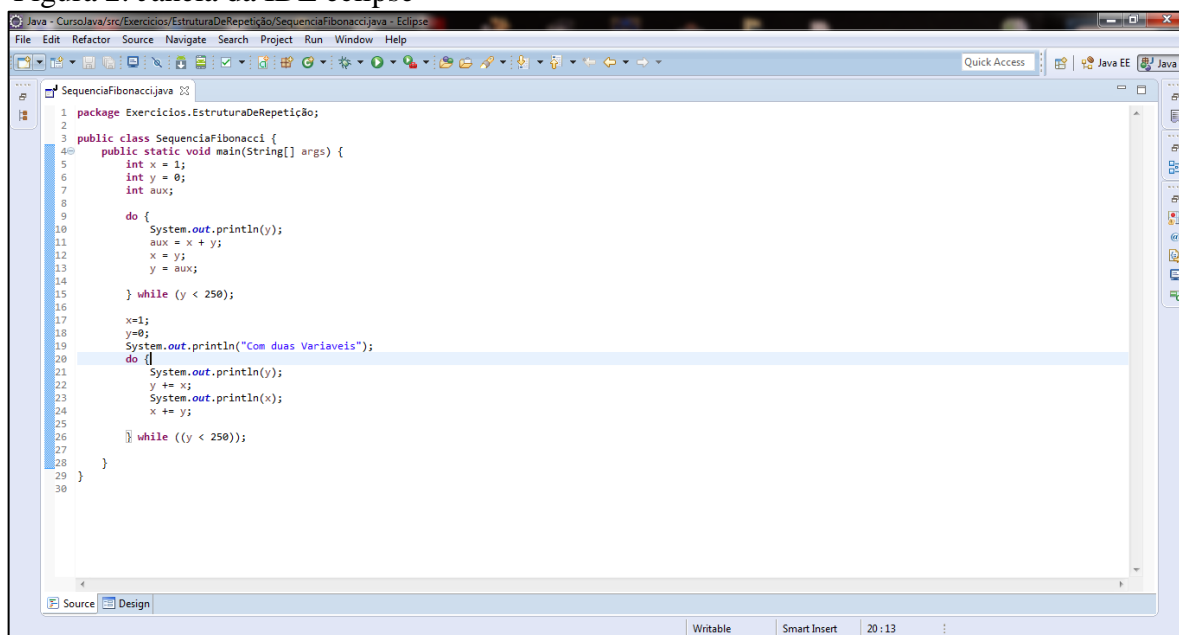 Figura 2: Janela da IDE eclipse
Java - CursoJava/src/Exercicios/EstruturaDeRepetição/SequenciaFibonacci.java - Eclipse
File Edit Refactor Source Navigate Search Project Run Window Help
Quick Access Java EE Java
SequenciaFibonacci.java
1 package Exercicios.EstruturaDeRepetição;
2
3 public class SequenciaFibonacci {
4 public static void main(String[] args) {
5 int x = 1;
6 int y = 0;
7 int aux;
8
9 do {
10 System.out.println(y);
11 aux = x + y;
12 x = y;
13 y = aux;
14
15 } while (y < 250);
16
17 x=1;
18 y=0;
19 System.out.println("Com duas Variaveis");
20 do {
21 System.out.println(y);
22 y += x;
23 System.out.println(x);
24 x += y;
25
26 } while ((y < 250));
27
28 }
29 }
30
Source Design
Writable Smart Insert 20 : 13